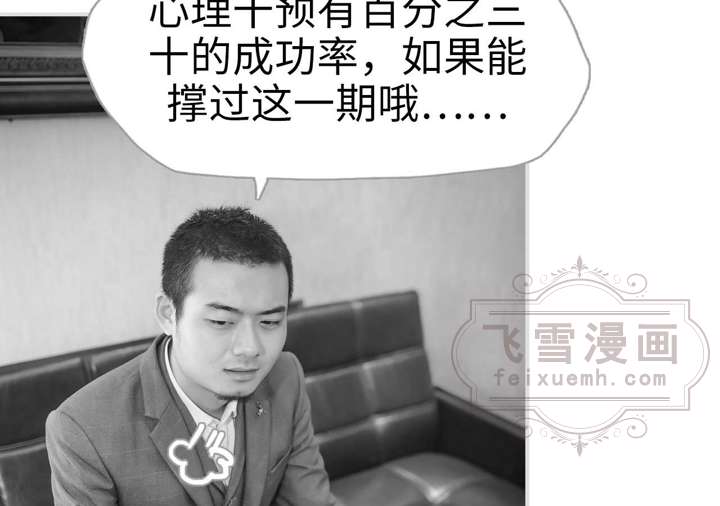 心理干预有百分之三
十的成功率，如果能
撑过这一期哦……
飞雪漫画
feixuemh.com